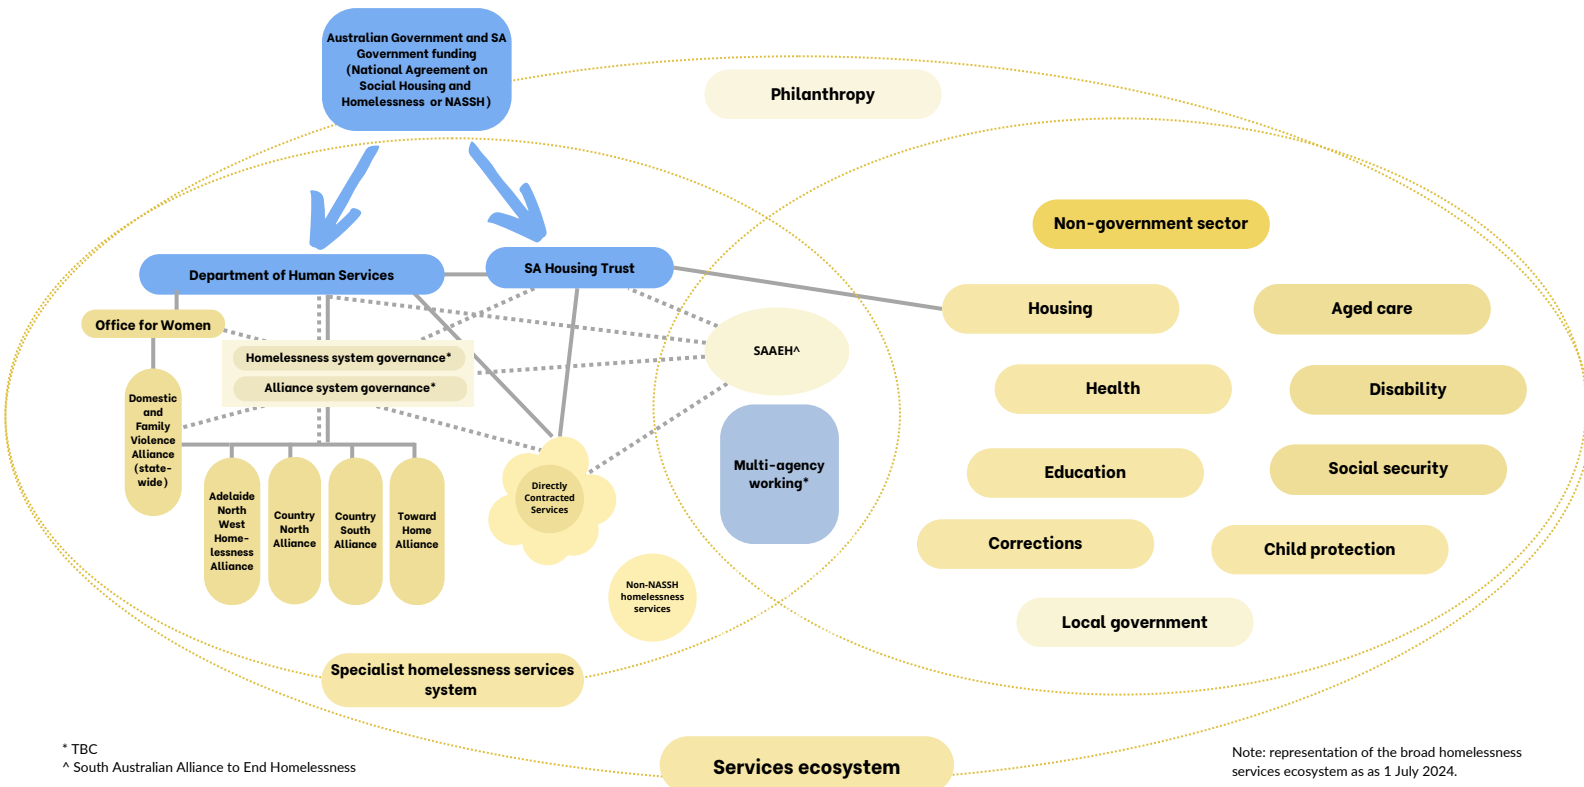 Australian Government and SA
Government funding
(National Agreement on
Social Housing and
Homelessness or NASSH)
Philanthropy
Non-government sector
Department of Human Services
SA Housing Trust
Housing
Aged care
Office for Women
Homelessness system governance*
Alliance system governance*
SAAEH^
Health
Disability
Domestic
and
Family
Violence
Alliance
(state-
wide)
Multi-agency
working*
Education
Social security
Adelaide
North
West
Home-
lessness
Alliance
Country
North
Alliance
Country
South
Alliance
Toward
Home
Alliance
Directly
Contracted
Services
Corrections
Child protection
Non-NASSH
homelessness
services
Local government
Specialist homelessness services
system
Services ecosystem
* TBC
^ South Australian Alliance to End Homelessness
Note: representation of the broad homelessness
services ecosystem as as 1 July 2024.